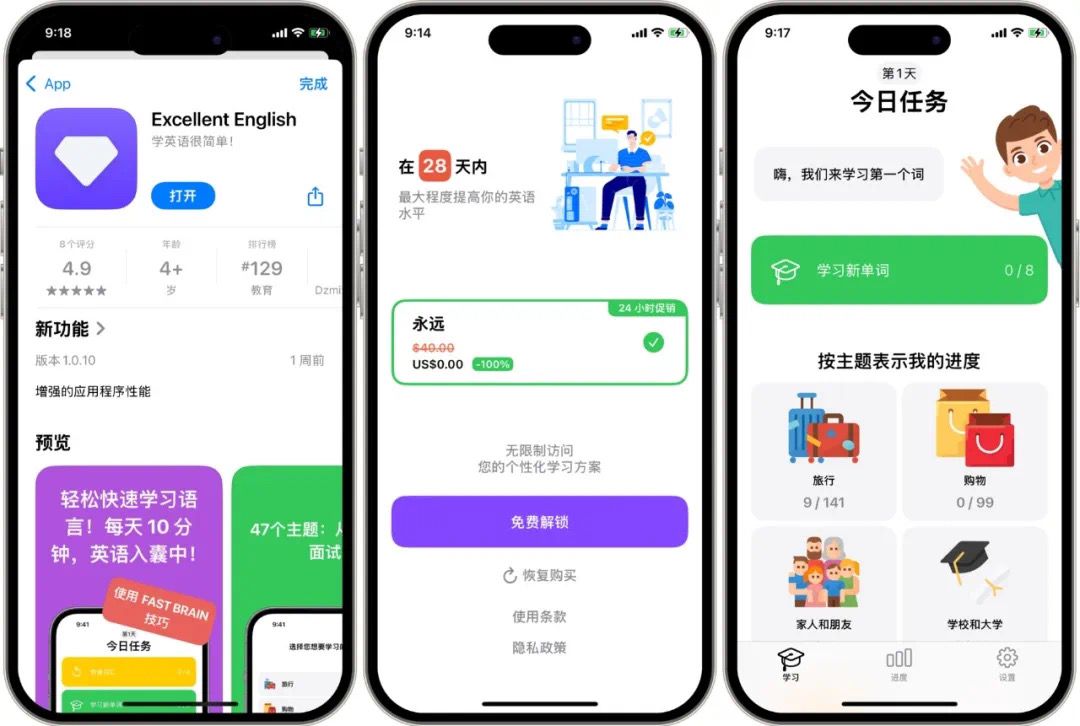 9:18
App
完成
Excellent English
学英语很简单！
打开
8个评分
年龄
排行榜
4.9
4+
#129
岁
教育
Dzmi
新功能
版本 1.0.10
1 周前
增强的应用程序性能
预览
轻松快速学习语
言！每天 10 分
钟，英语入囊中！
使用 FAST BRAIN
技巧
9:41
第1天
今日任务
学习新单词
47个主题：从
面试
9:41
选择您想要学习的
旅行
购物
9:14
在 28 天内
最大程度提高你的英语
水平
24 小时促销
永远
$40.00
US$0.00 -100%
无限制访问
您的个性化学习方案
免费解锁
恢复购买
使用条款
隐私政策
9:17
第1天
今日任务
嗨，我们来学习第一个词
学习新单词
0 / 8
按主题表示我的进度
旅行
9 / 141
购物
0 / 99
家人和朋友
学校和大学
学习
进度
设置